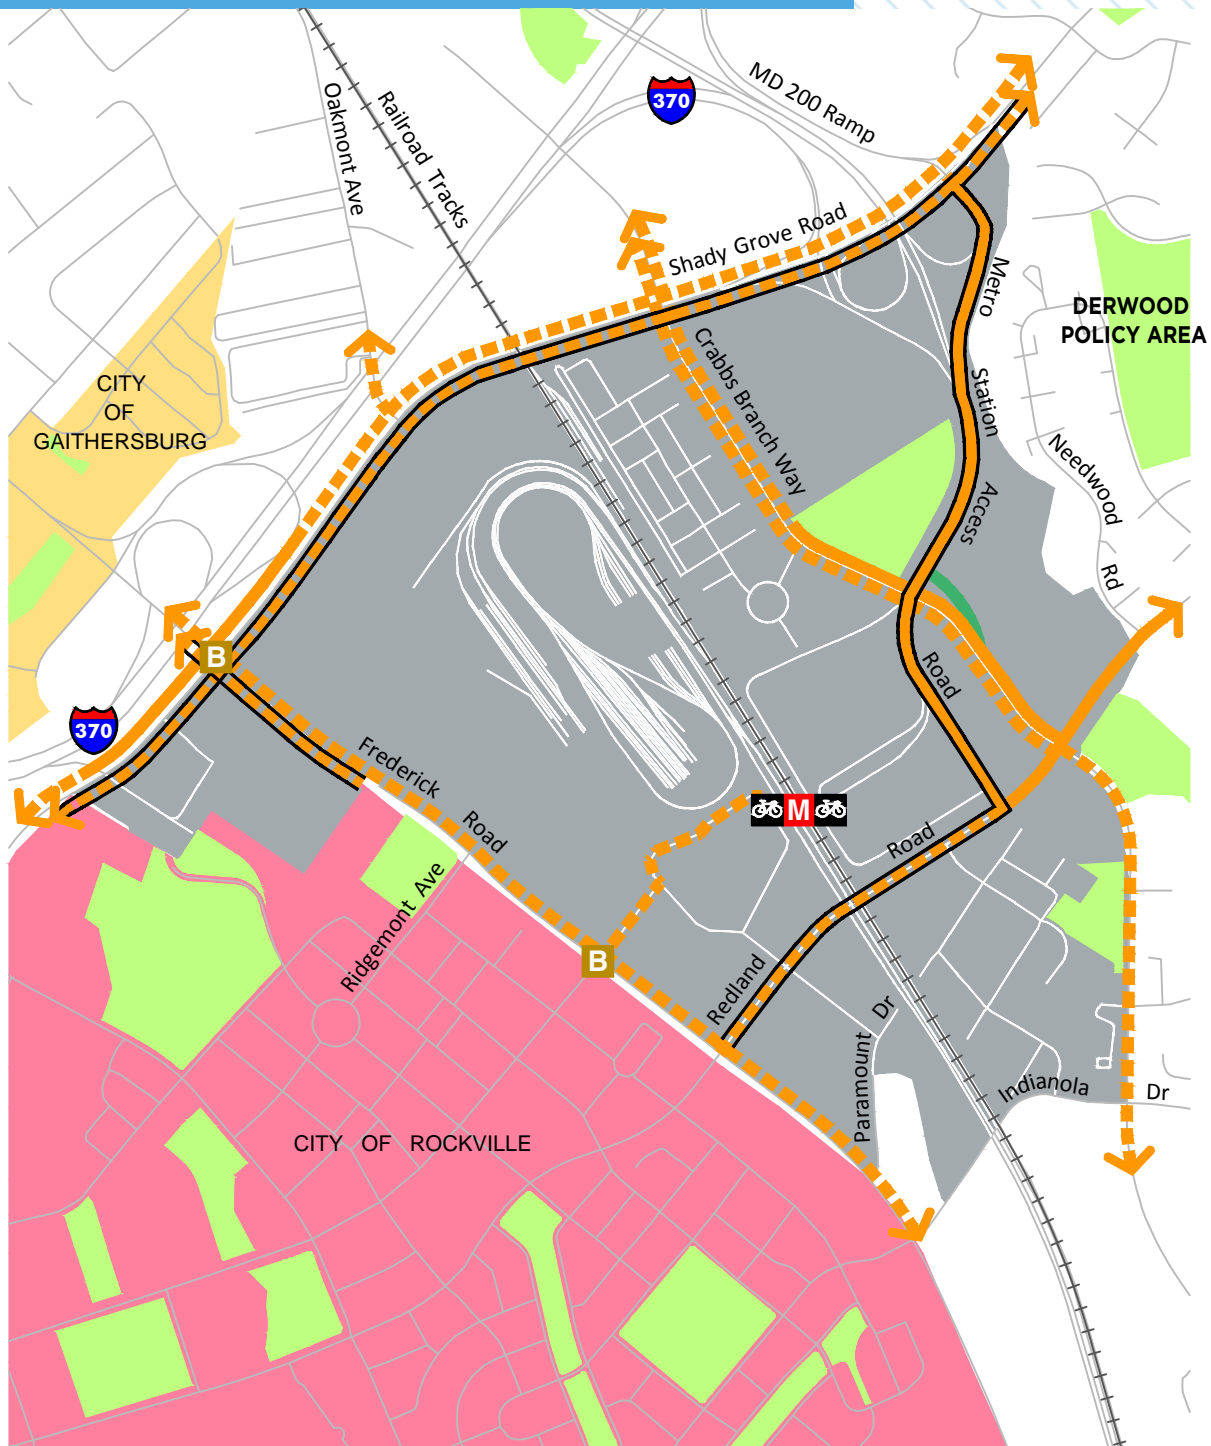 370
MD 200 Ramp
Oakmont Ave
Railroad Tracks
Shady Grove Road
Metro
Station
Access
Road
DERWOOD
POLICY AREA
Crabbs Branch Way
CITY
OF
GAITHERSBURG
Needwood
Rd
B
370
Frederick
Road
M
Road
Ridgemont Ave
B
Redland
Paramount
Dr
Indianola
Dr
CITY OF ROCKVILLE